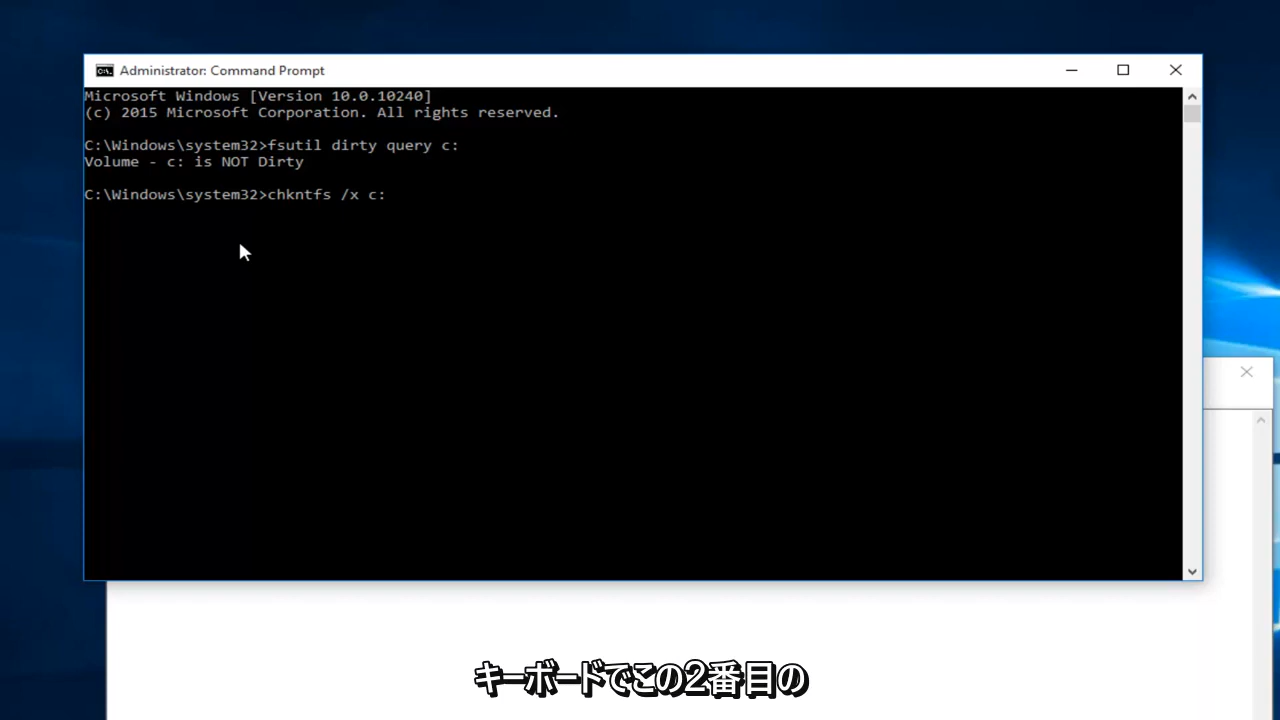 Administrator: Command Prompt
Microsoft Windows [Version 10.0.10240]
(c) 2015 Microsoft Corporation. All rights reserved.
C:\Windows\system32>fsutil dirty query c:
Volume - c: is NOT Dirty
C:\Windows\system32>chkntfs /x c:
キーボードでこの2番目の